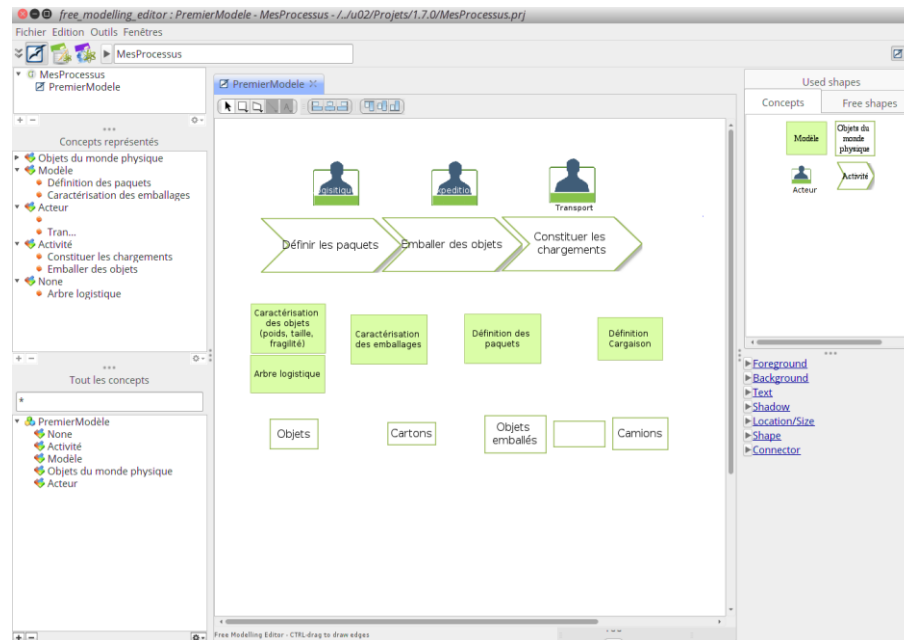 free_modelling_editor : PremierModele - MesProcessus - /../u02/Projets/1.7.0/MesProcessus.prj
Fichier Edition Outils Fenêtres
MesProcessus
MesProcessus
PremierModele
Concepts représentés
Objets du monde physique
Modèle
Définition des paquets
Caractérisation des emballages
Acteur
Tran...
Activité
Constituer les chargements
Emballer des objets
None
Arbre logistique
Tout les concepts
*
PremierModèle
None
Activité
Modèle
Objets du monde physique
Acteur
PremierModele
ogisitiqu
xpedition
Transport
Définir les paquets
Emballer des objets
Constituer les
chargements
Caractérisation
des objets
(poids, taille,
fragilité)
Arbre logistique
Caractérisation
des emballages
Définition des
paquets
Définition
Cargaison
Objets
Cartons
Objets
emballés
Camions
Free Modelling Editor - CTRL-drag to draw edges
Used shapes
Concepts
Free shapes
Modèle
Objets du
monde
physique
Acteur
Activité
Foreground
Background
Text
Shadow
Location/Size
Shape
Connector